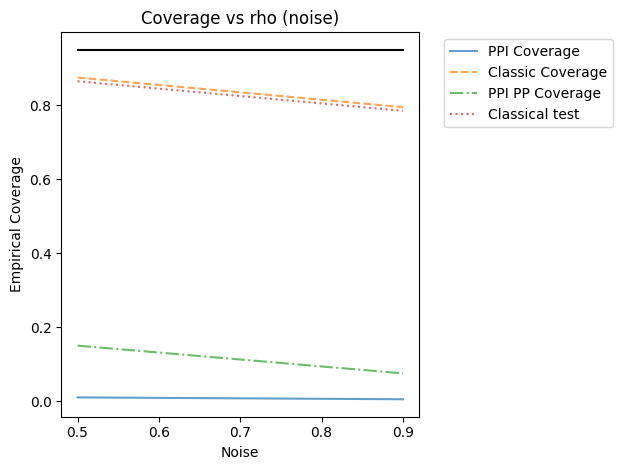 Coverage vs rho (noise)
PPI Coverage
Classic Coverage
PPI PP Coverage
Classical test
Empirical Coverage
0.8
0.6
0.4
0.2
0.0
0.5
0.6
0.7
0.8
0.9
Noise